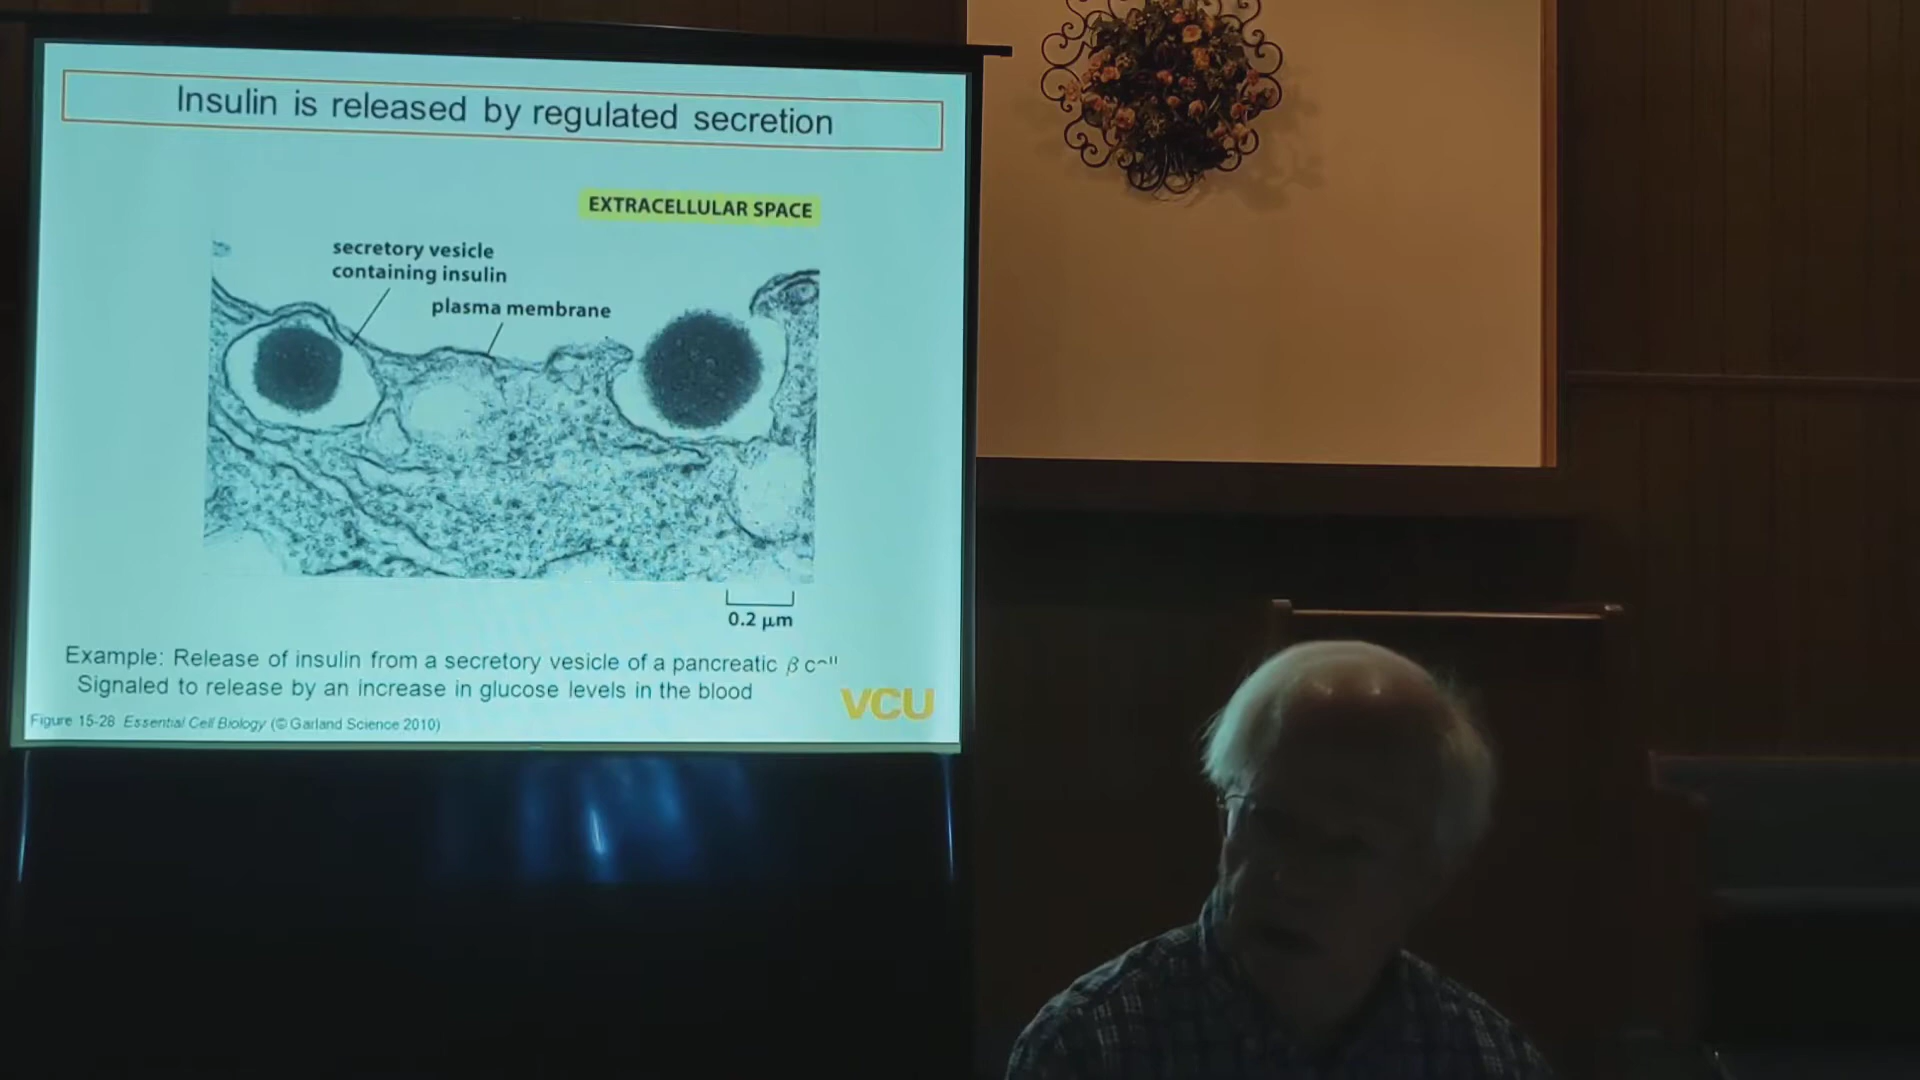 Insulin is released by regulated secretion
EXTRACELLULAR SPACE
secretory vesicle
containing insulin
plasma membrane
0.2 μm
Example: Release of insulin from a secretory vesicle of a pancreatic β
Signaled to release by an increase in glucose levels in the blood
VCU
Figure 15-28 Essential Cell Biology (© Garland Science 2010)